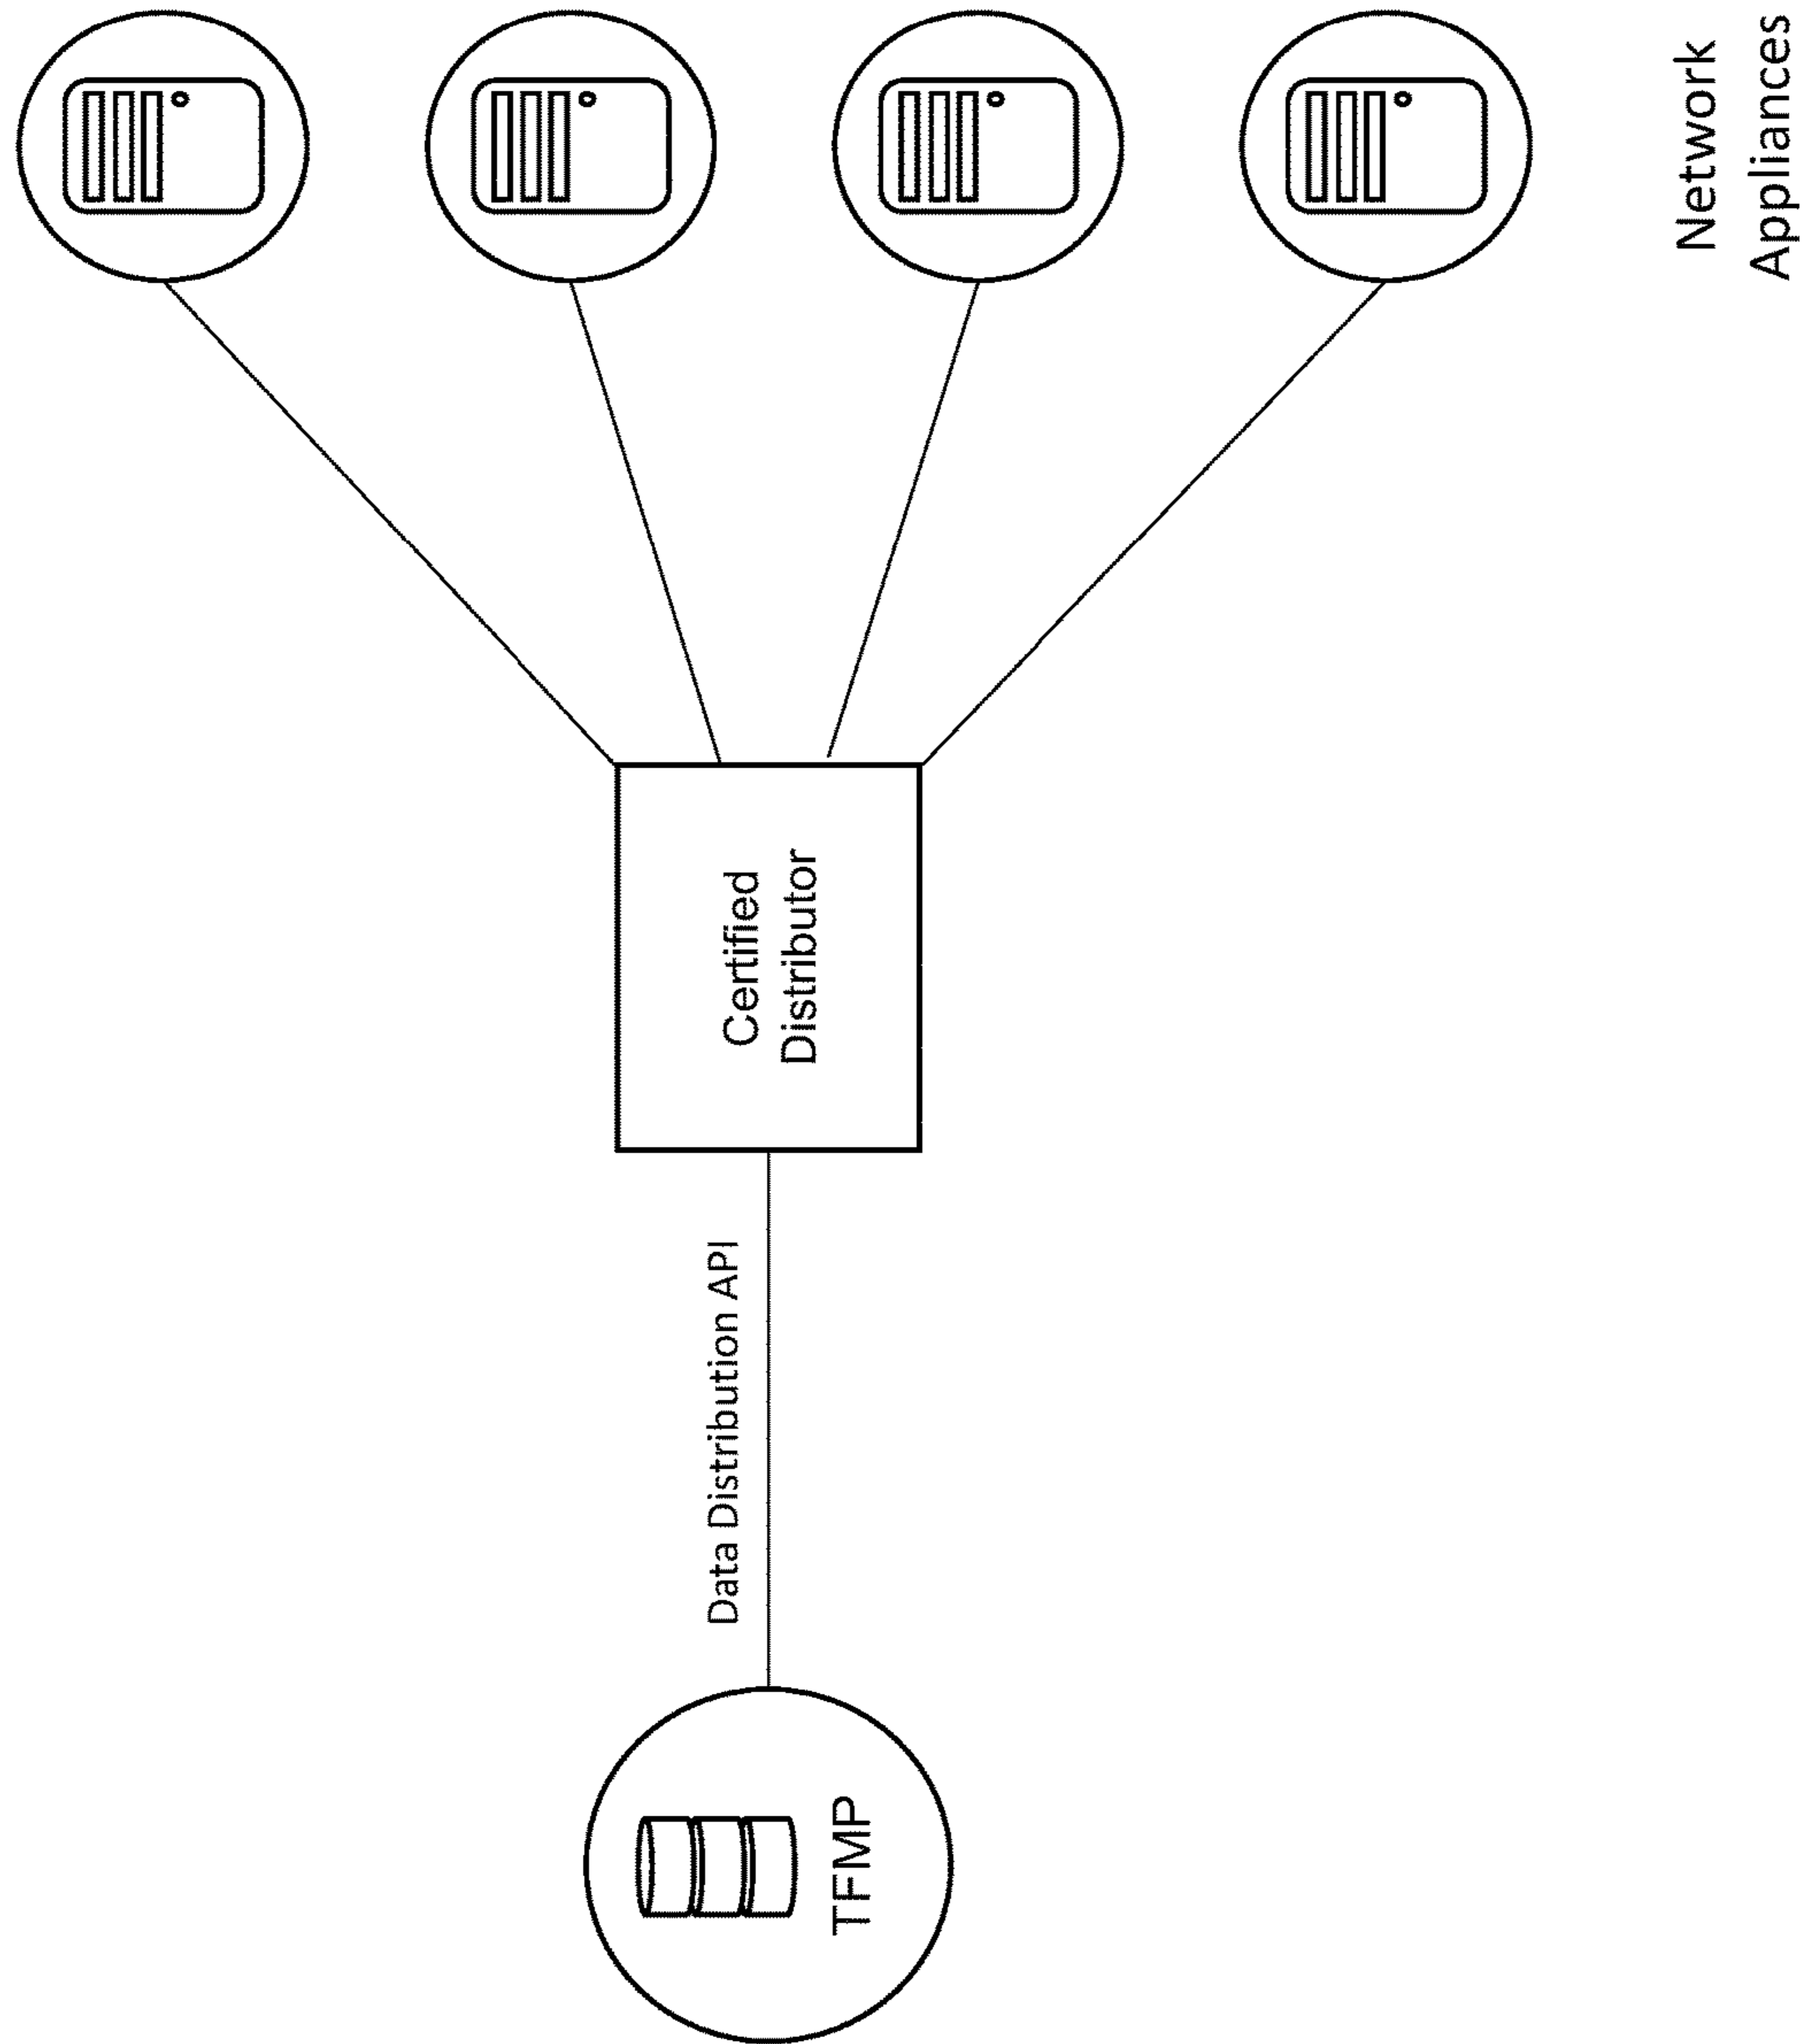 TFMP
Data Distribution API
Certified
Distributor
Network
Appliances